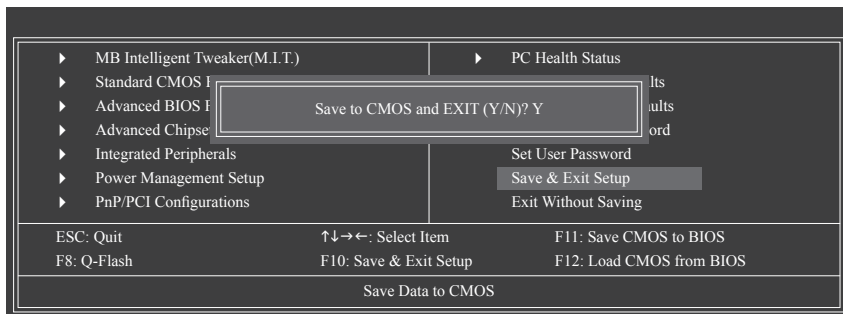 MB Intelligent Tweaker(M.I.T.)
Standard CMOS
Advanced BIOS
Advanced
Integrated Peripherals
Power Management Setup
PnP/PCI Configurations
PC Health Status
Set User Password
Save & Exit Setup
Exit Without Saving
Save to CMOS and EXIT (Y/N)? Y
ESC: Quit ↑↓→←: Select Item F11: Save CMOS to BIOS
F8: Q-Flash F10: Save & Exit Setup F12: Load CMOS from BIOS
Save Data to CMOS